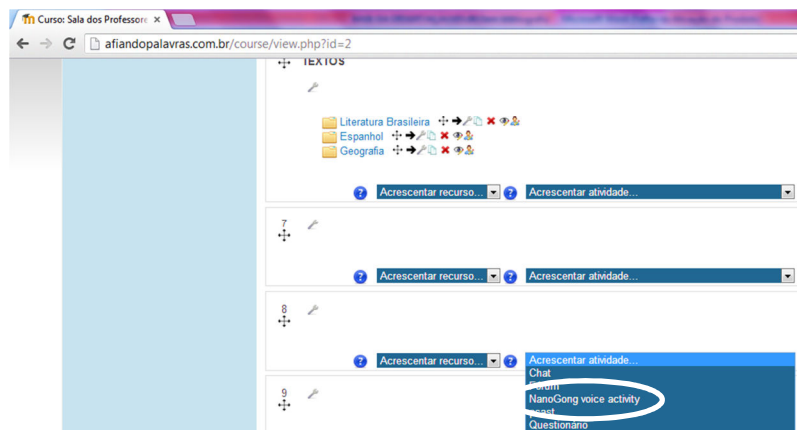 Curso: Sala dos Professore
afiandopalavras.com.br/course/view.php?id=2
TEXTOS
Literatura Brasileira
Espanhol
Geografia
Acrescentar recurso... Acrescentar atividade...
7
Acrescentar recurso... Acrescentar atividade...
8
Acrescentar recurso... Acrescentar atividade...
Chat
Fórum
9
NanoGong voice activity
Questionário